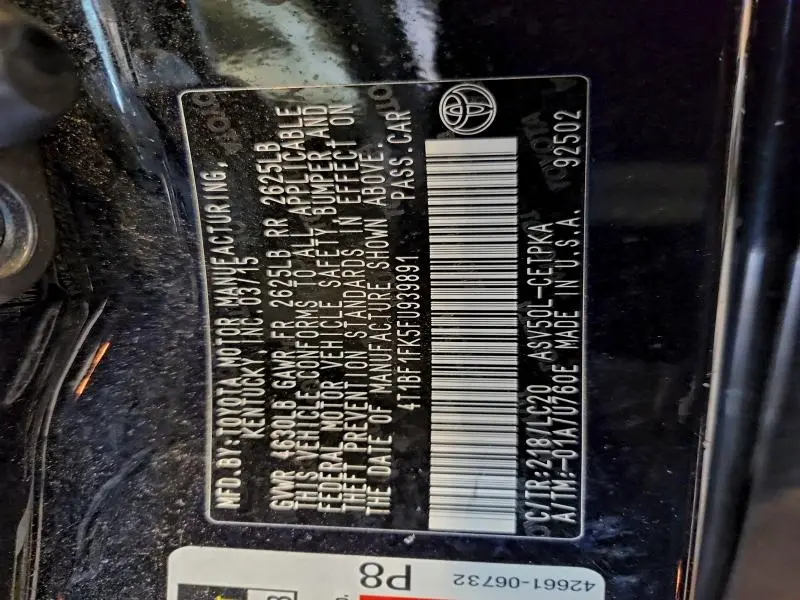 MFD. BY: TOYOTA MOTOR MANUFACTURING,
KENTUCKY, INC. 03/15
GVWR 4630LB GAWR FR 2625LB RR 2625LB
THIS VEHICLE CONFORMS TO ALL APPLICABLE
FEDERAL MOTOR VEHICLE SAFETY, BUMPER, AND
THEFT PREVENTION STANDARDS IN EFFECT ON
THE DATE OF MANUFACTURE SHOWN ABOVE.
4T1BF1FK5FU939891 PASS. CAR
C/TR: 218/LC20 ASV50L-CETPKA
A/TM: -01A/U760E MADE IN U.S.A. 92502
TOYOTA
P8
42661-06732